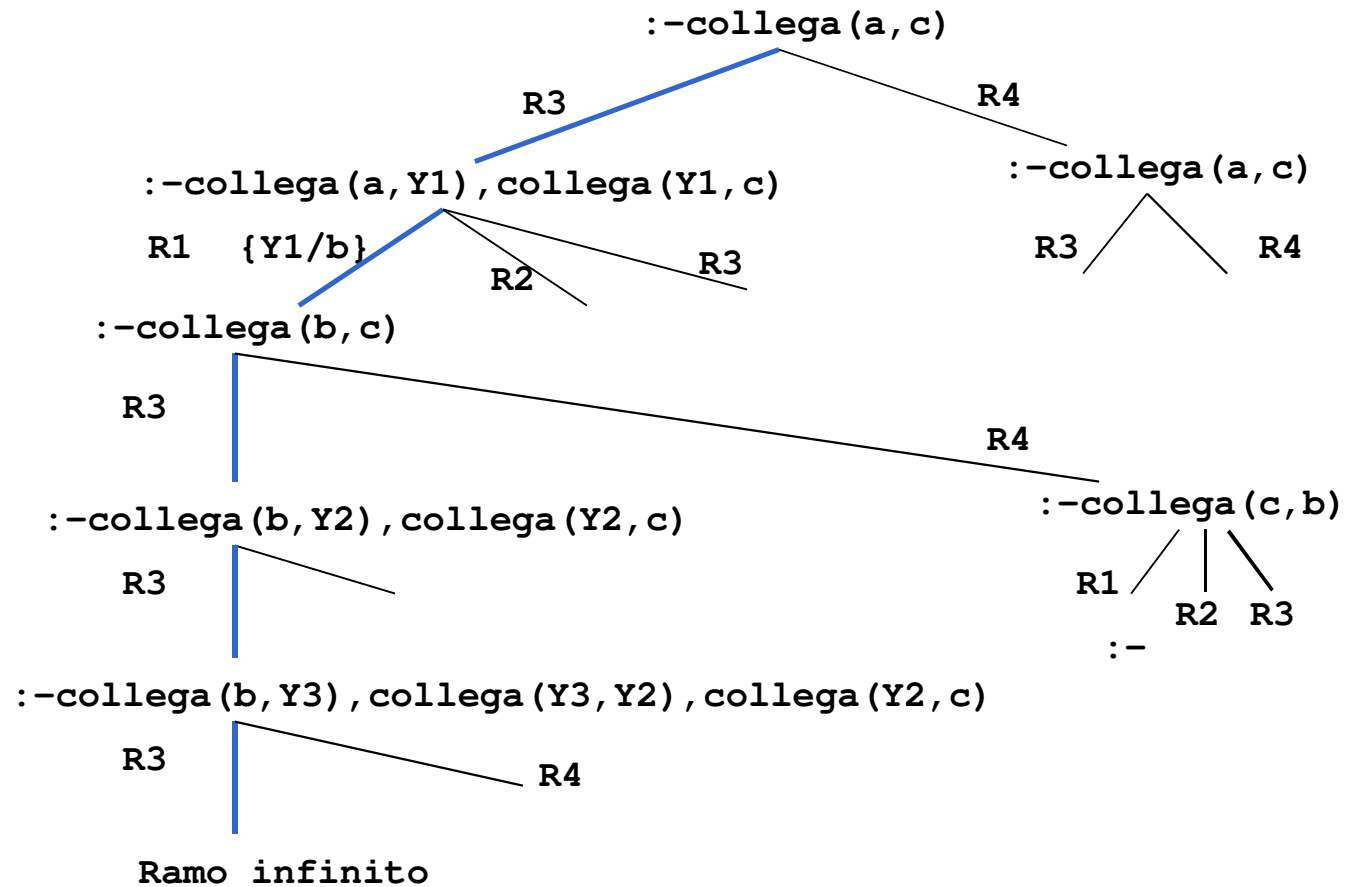 :-collega(a,c)
R3
R4
:-collega(a,Y1),collega(Y1,c)
:-collega(a,c)
R1 {Y1/b}
R2
R3
R3
R4
:-collega(b,c)
R3
R4
:-collega(b,Y2),collega(Y2,c)
:-collega(c,b)
R3
R1
R2
R3
:-
:-collega(b,Y3),collega(Y3,Y2),collega(Y2,c)
R3
R4
Ramo infinito